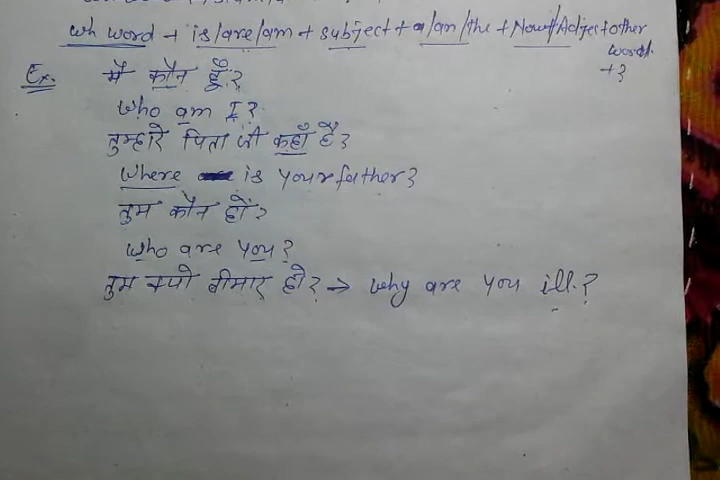 wh word + is/are/am + subject + a/an/the + Noun/Adject+other
word.
+?
Ex. मै कौन हूँ?
Who am I?
तुम्हारे पिता जी कहाँ है?
Where is your father?
तुम कौन हो?
Who are you?
तुम क्यो बीमार हो? → Why are you ill.?